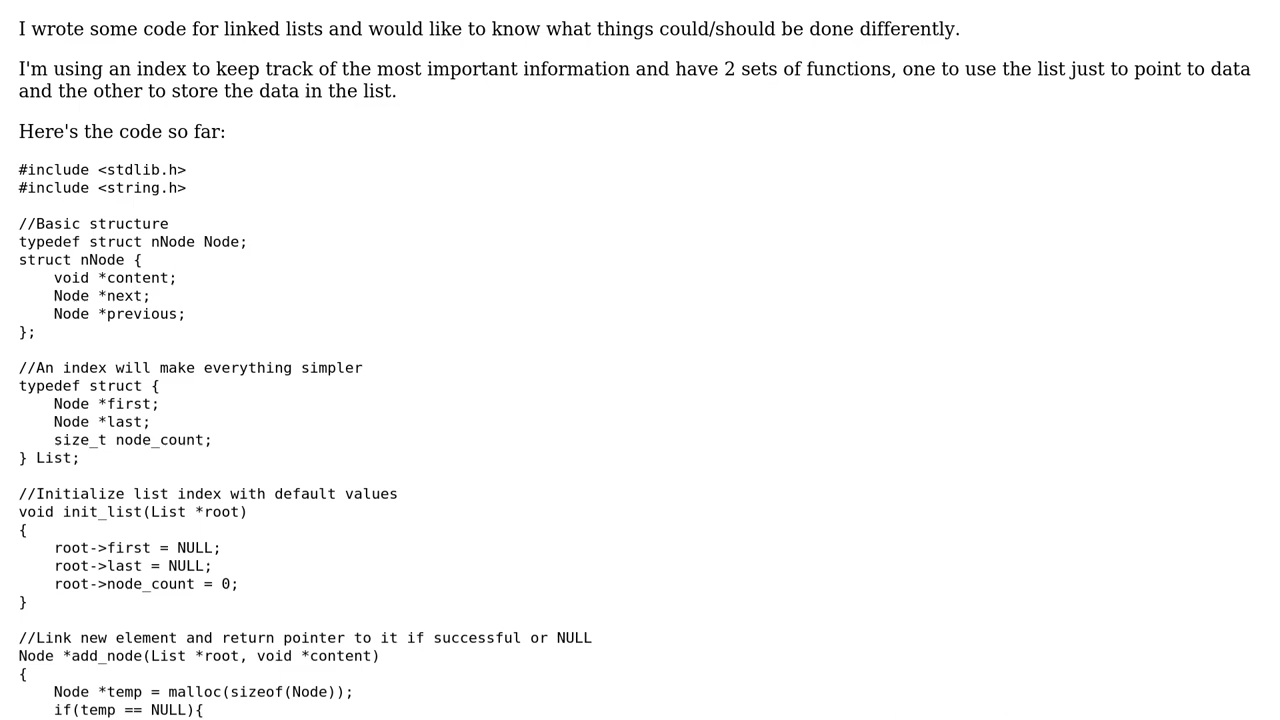 I wrote some code for linked lists and would like to know what things could/should be done differently.
I'm using an index to keep track of the most important information and have 2 sets of functions, one to use the list just to point to data
and the other to store the data in the list.
Here's the code so far:
#include <stdlib.h>
#include <string.h>
//Basic structure
typedef struct nNode Node;
struct nNode {
    void *content;
    Node *next;
    Node *previous;
};
//An index will make everything simpler
typedef struct {
    Node *first;
    Node *last;
    size_t node_count;
} List;
//Initialize list index with default values
void init_list(List *root)
{
    root->first = NULL;
    root->last = NULL;
    root->node_count = 0;
}
//Link new element and return pointer to it if successful or NULL
Node *add_node(List *root, void *content)
{
    Node *temp = malloc(sizeof(Node));
    if(temp == NULL){